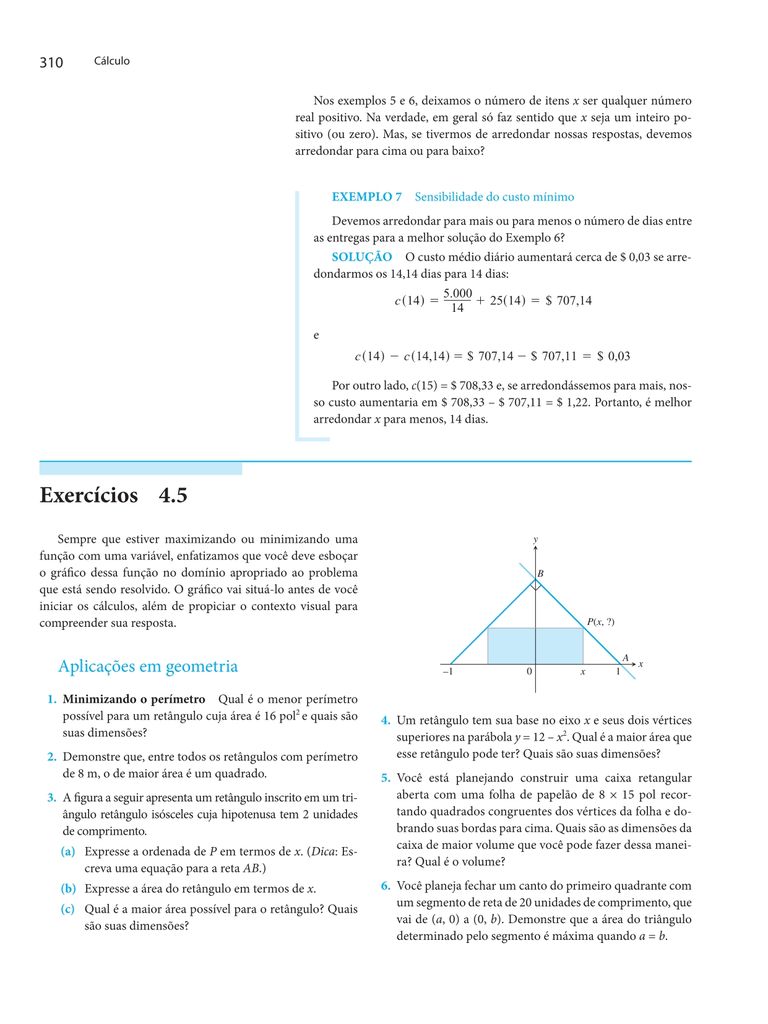 310 Cálculo
Nos exemplos 5 e 6, deixamos o número de itens x ser qualquer número
real positivo. Na verdade, em geral só faz sentido que x seja um inteiro po-
sitivo (ou zero). Mas, se tivermos de arredondar nossas respostas, devemos
arredondar para cima ou para baixo?
EXEMPLO 7 Sensibilidade do custo mínimo
Devemos arredondar para mais ou para menos o número de dias entre
as entregas para a melhor solução do Exemplo 6?
SOLUÇÃO O custo médio diário aumentará cerca de $ 0,03 se arre-
dondarmos os 14,14 dias para 14 dias:
c(14) = 5.000/14 + 25(14) = $ 707,14
e
c(14) − c(14,14) = $ 707,14 − $ 707,11 = $ 0,03
Por outro lado, c(15) = $ 708,33 e, se arredondássemos para mais, nos-
so custo aumentaria em $ 708,33 – $ 707,11 = $ 1,22. Portanto, é melhor
arredondar x para menos, 14 dias.
Exercícios 4.5
Sempre que estiver maximizando ou minimizando uma
função com uma variável, enfatizamos que você deve esboçar
o gráfico dessa função no domínio apropriado ao problema
que está sendo resolvido. O gráfico vai situá-lo antes de você
iniciar os cálculos, além de propiciar o contexto visual para
compreender sua resposta.
Aplicações em geometria
1. Minimizando o perímetro Qual é o menor perímetro
possível para um retângulo cuja área é 16 pol² e quais são
suas dimensões?
2. Demonstre que, entre todos os retângulos com perímetro
de 8 m, o de maior área é um quadrado.
3. A figura a seguir apresenta um retângulo inscrito em um tri-
ângulo retângulo isósceles cuja hipotenusa tem 2 unidades
de comprimento.
(a) Expresse a ordenada de P em termos de x. (Dica: Es-
creva uma equação para a reta AB.)
(b) Expresse a área do retângulo em termos de x.
(c) Qual é a maior área possível para o retângulo? Quais
são suas dimensões?
y
B
P(x, ?)
A
x
–1 0 x 1
4. Um retângulo tem sua base no eixo x e seus dois vértices
superiores na parábola y = 12 – x². Qual é a maior área que
esse retângulo pode ter? Quais são suas dimensões?
5. Você está planejando construir uma caixa retangular
aberta com uma folha de papelão de 8 × 15 pol recor-
tando quadrados congruentes dos vértices da folha e do-
brando suas bordas para cima. Quais são as dimensões da
caixa de maior volume que você pode fazer dessa manei-
ra? Qual é o volume?
6. Você planeja fechar um canto do primeiro quadrante com
um segmento de reta de 20 unidades de comprimento, que
vai de (a, 0) a (0, b). Demonstre que a área do triângulo
determinado pelo segmento é máxima quando a = b.